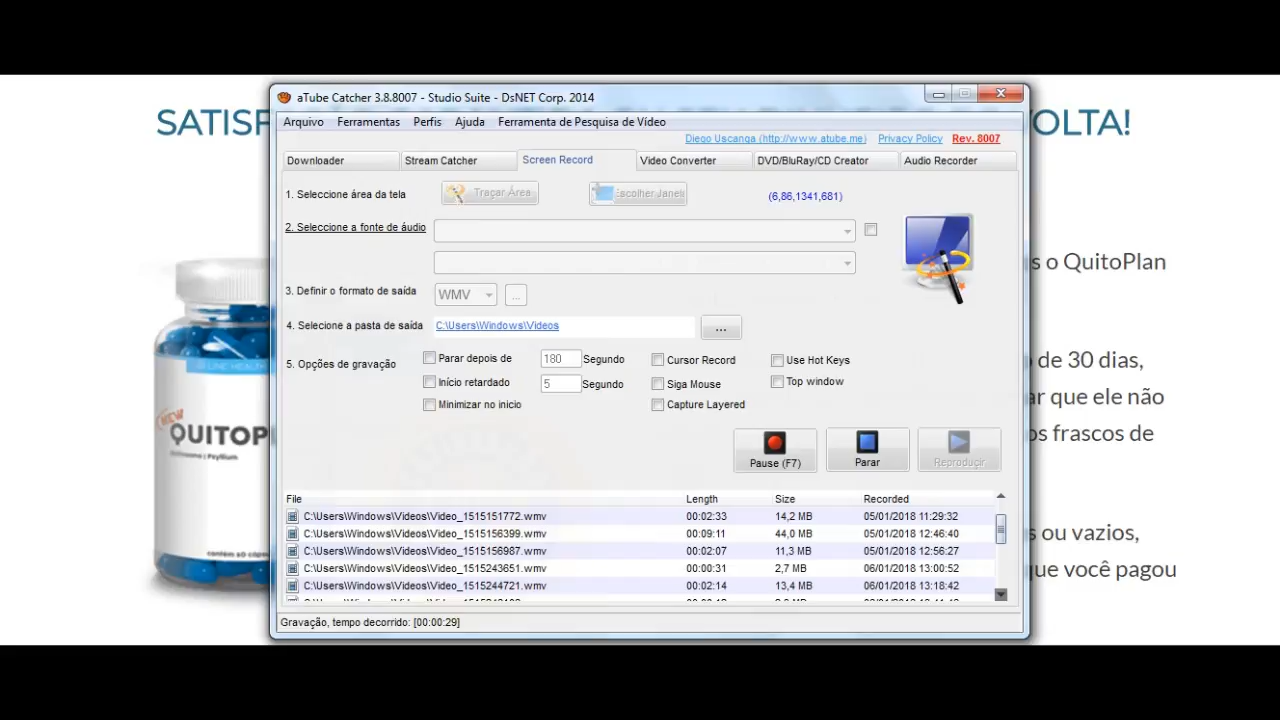 SATISF
VOLTA!
aTube Catcher 3.8.8007 - Studio Suite - DsNET Corp. 2014
Arquivo Ferramentas Perfis Ajuda Ferramenta de Pesquisa de Vídeo
Diego Uscanga (http://www.atube.me) Privacy Policy Rev. 8007
Downloader Stream Catcher Screen Record Video Converter DVD/BluRay/CD Creator Audio Recorder
1. Seleccione área da tela Traçar Área Escolher Janela (6,86,1341,681)
2. Seleccione a fonte de áudio
3. Definir o formato de saída WMV ...
4. Selecione a pasta de saída C:\Users\Windows\Videos ...
5. Opções de gravação
Parar depois de 180 Segundo Cursor Record Use Hot Keys
Início retardado 5 Segundo Siga Mouse Top window
Minimizar no inicio Capture Layered
Pause (F7) Parar Reproducir
File Length Size Recorded
C:\Users\Windows\Videos\Video_1515151772.wmv 00:02:33 14,2 MB 05/01/2018 11:29:32
C:\Users\Windows\Videos\Video_1515156399.wmv 00:09:11 44,0 MB 05/01/2018 12:46:40
C:\Users\Windows\Videos\Video_1515156987.wmv 00:02:07 11,3 MB 05/01/2018 12:56:27
C:\Users\Windows\Videos\Video_1515243651.wmv 00:00:31 2,7 MB 06/01/2018 13:00:52
C:\Users\Windows\Videos\Video_1515244721.wmv 00:02:14 13,4 MB 06/01/2018 13:18:42
Gravação, tempo decorrido: [00:00:29]
s o QuitoPlan
o de 30 dias,
ar que ele não
os frascos de
s ou vazios,
que você pagou
NEW
QUITOP
Psyllium